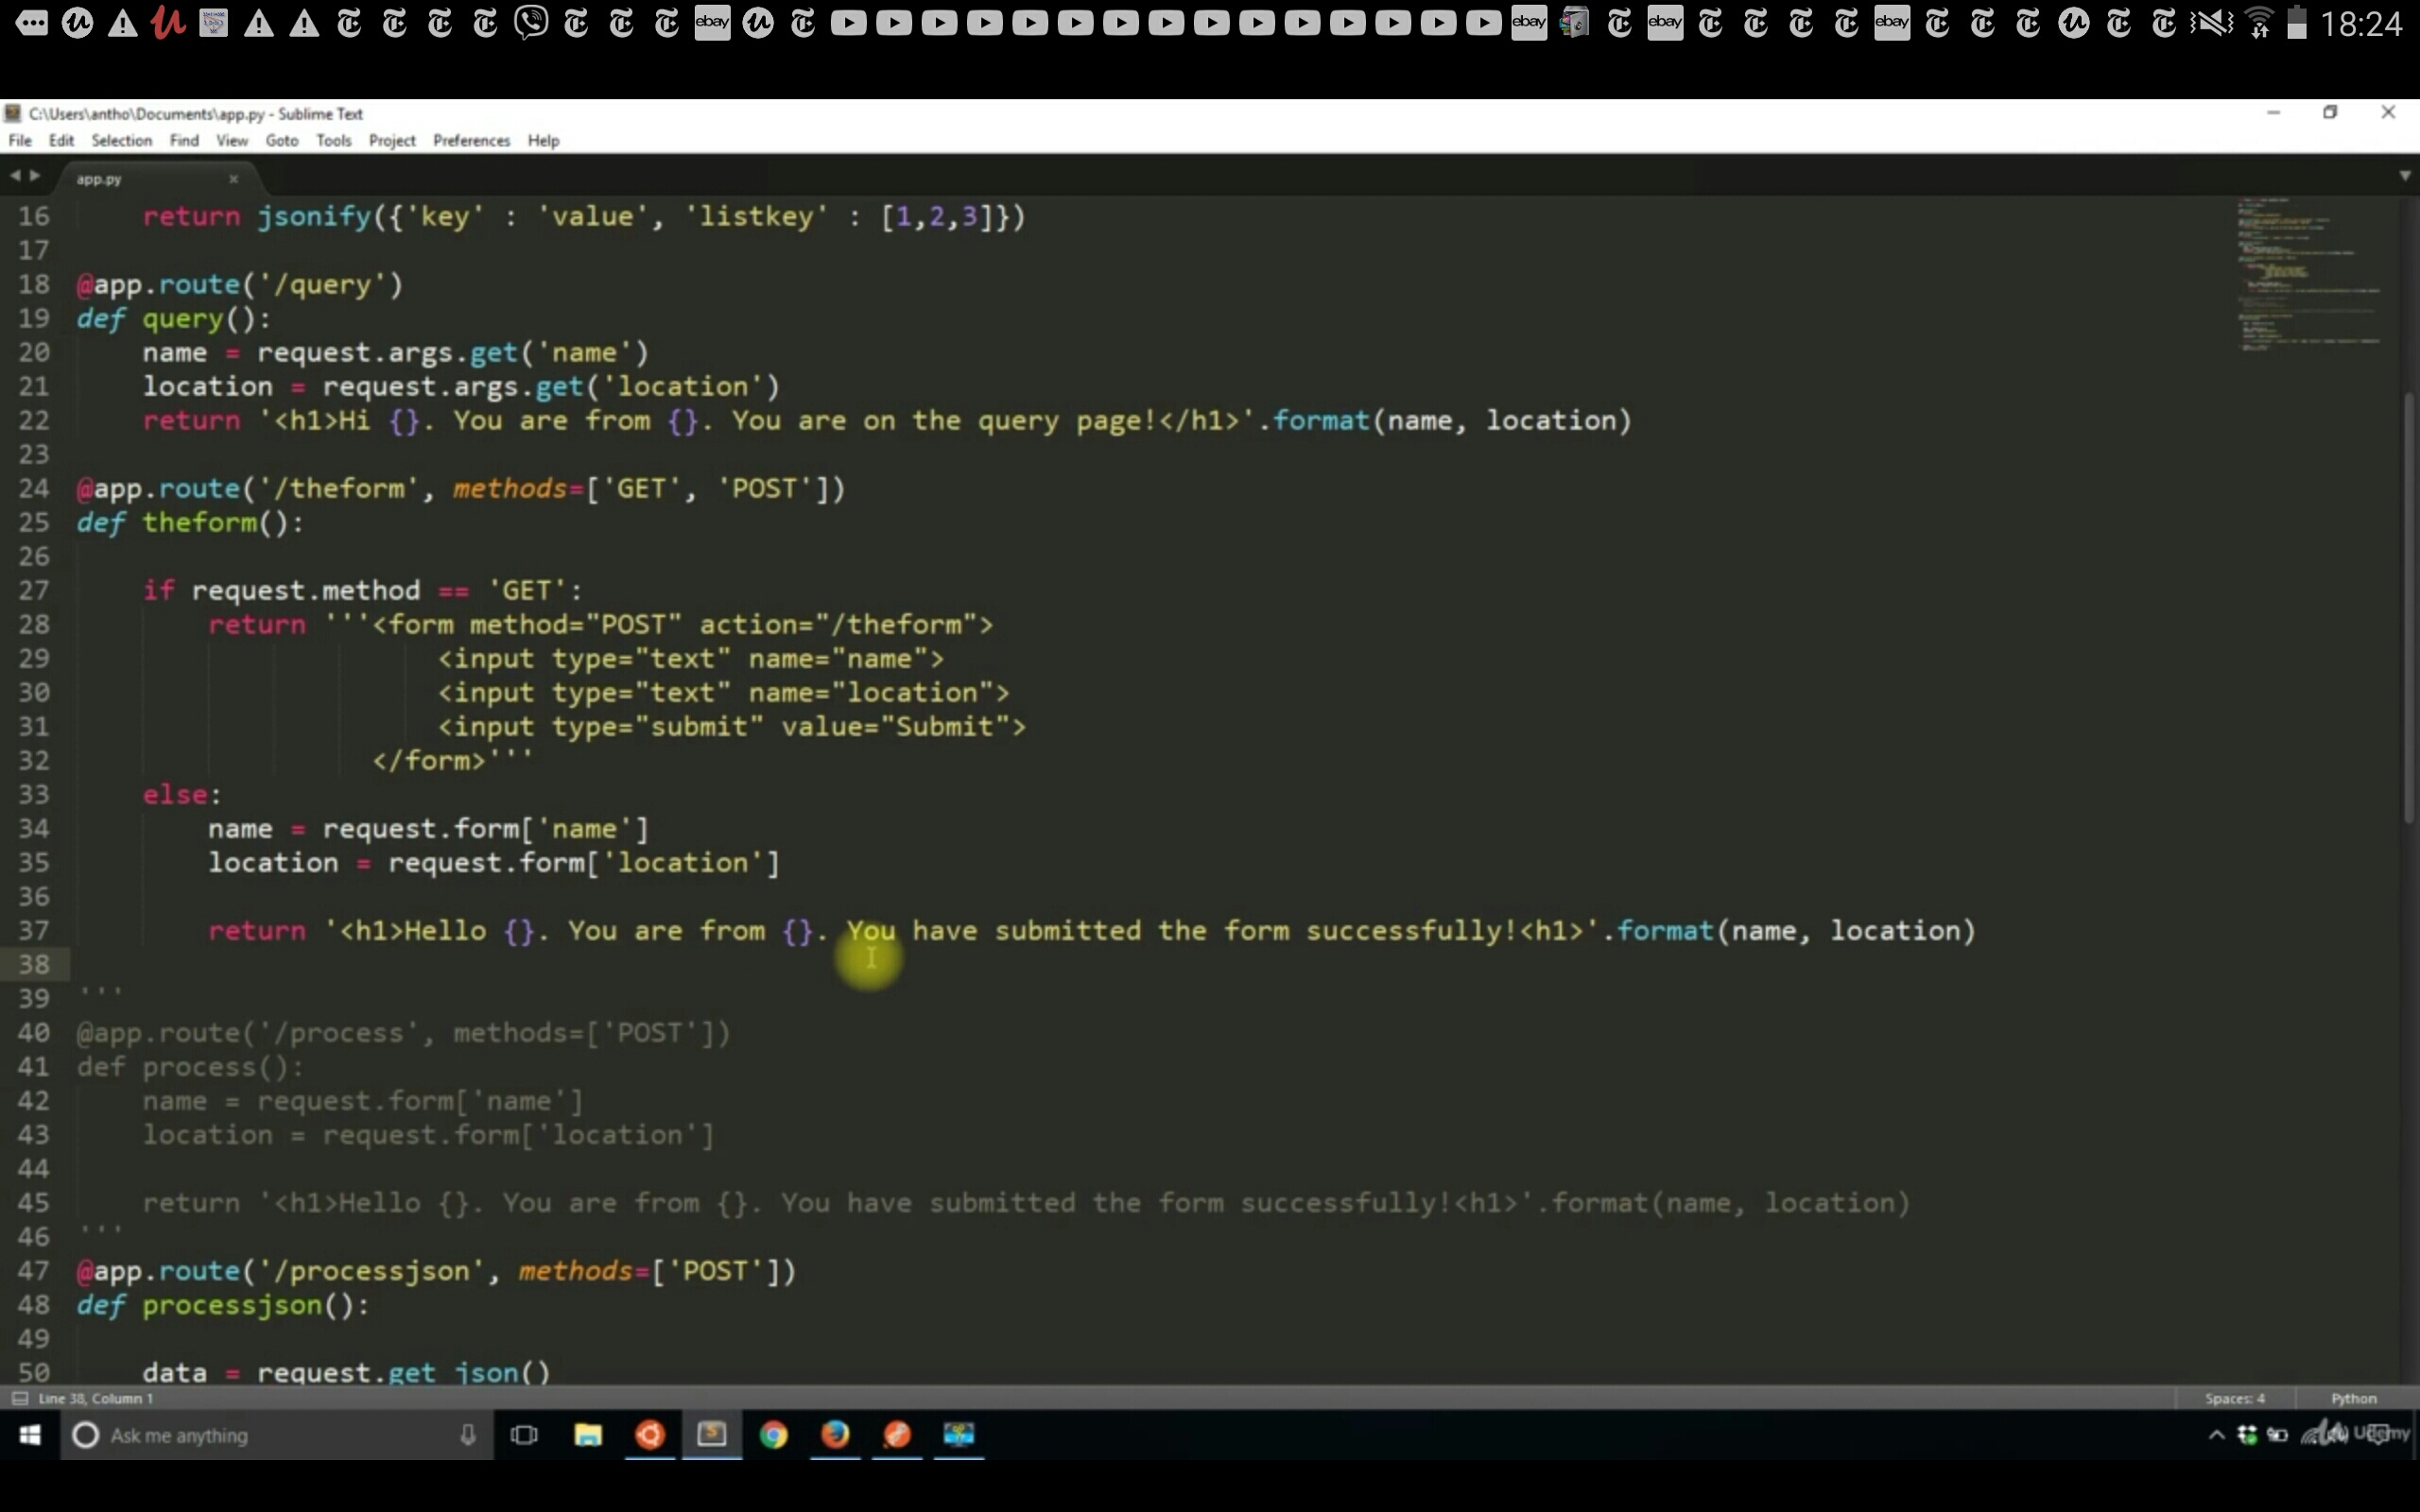 ebay ebay ebay ebay 18:24
C:\Users\antho\Documents\app.py - Sublime Text
File Edit Selection Find View Goto Tools Project Preferences Help
app.py
16     return jsonify({'key' : 'value', 'listkey' : [1,2,3]})
17
18 @app.route('/query')
19 def query():
20     name = request.args.get('name')
21     location = request.args.get('location')
22     return '<h1>Hi {}. You are from {}. You are on the query page!</h1>'.format(name, location)
23
24 @app.route('/theform', methods=['GET', 'POST'])
25 def theform():
26
27     if request.method == 'GET':
28         return '''<form method="POST" action="/theform">
29                       <input type="text" name="name">
30                       <input type="text" name="location">
31                       <input type="submit" value="Submit">
32                   </form>'''
33     else:
34         name = request.form['name']
35         location = request.form['location']
36
37         return '<h1>Hello {}. You are from {}. You have submitted the form successfully!<h1>'.format(name, location)
38
39 '''
40 @app.route('/process', methods=['POST'])
41 def process():
42     name = request.form['name']
43     location = request.form['location']
44
45     return '<h1>Hello {}. You are from {}. You have submitted the form successfully!<h1>'.format(name, location)
46 '''
47 @app.route('/processjson', methods=['POST'])
48 def processjson():
49
50     data = request.get_json()
Line 38, Column 1 Spaces: 4 Python
Ask me anything Udemy